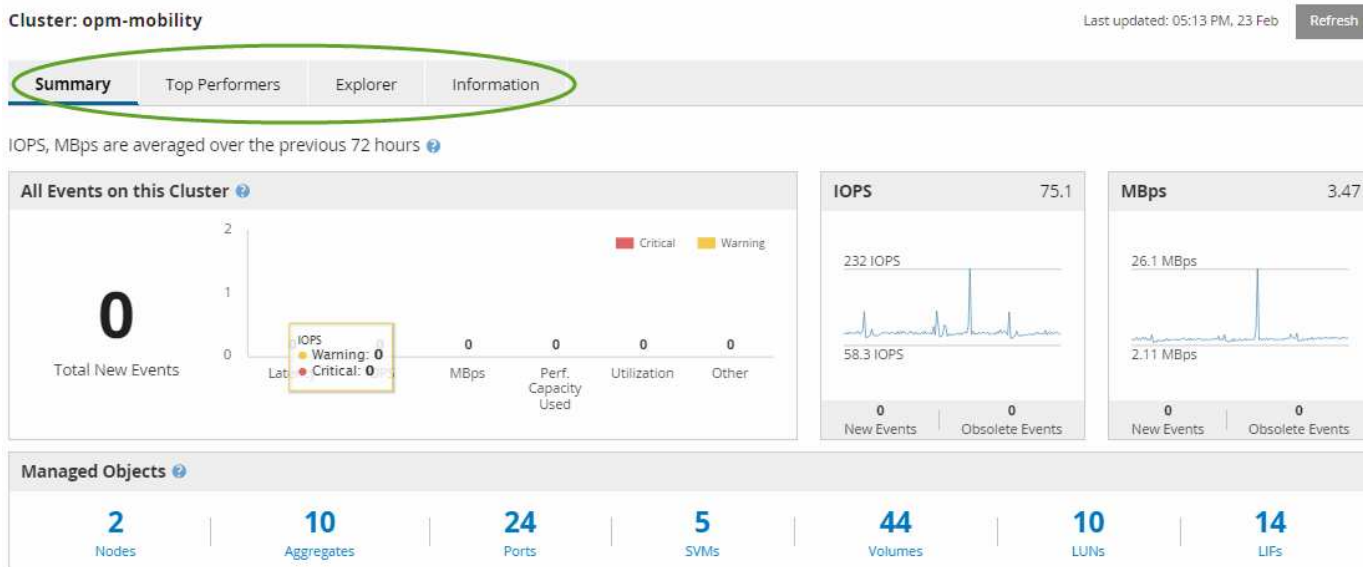 Cluster: opm-mobility
Last updated: 05:13 PM, 23 Feb
Refresh
Summary Top Performers Explorer Information
IOPS, MBps are averaged over the previous 72 hours
All Events on this Cluster
2
1
0
Critical Warning
0
Total New Events
IOPS
Warning: 0
Critical: 0
0 0 0 0
MBps Perf. Capacity Used Utilization Other
IOPS 75.1
232 IOPS
58.3 IOPS
0 New Events
0 Obsolete Events
MBps 3.47
26.1 MBps
2.11 MBps
0 New Events
0 Obsolete Events
Managed Objects
2 10 24 5 44 10 14
Nodes Aggregates Ports SVMs Volumes LUNs LIFs